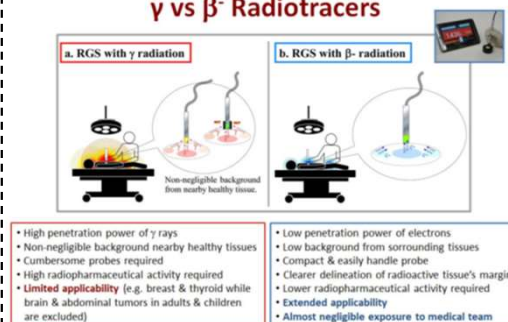 γ vs β⁻ Radiotracers
a. RGS with γ radiation
b. RGS with β- radiation
Non-negligible background
from nearby healthy tissue.
• High penetration power of γ rays
• Non-negligible background nearby healthy tissues
• Cumbersome probes required
• High radiopharmaceutical activity required
• Limited applicability (e.g. breast & thyroid while
brain & abdominal tumors in adults & children
are excluded)
• Low penetration power of electrons
• Low background from sorrounding tissues
• Compact & easily handle probe
• Clearer delineation of radioactive tissue's margin
• Lower radiopharmaceutical activity required
• Extended applicability
• Almost negligible exposure to medical team